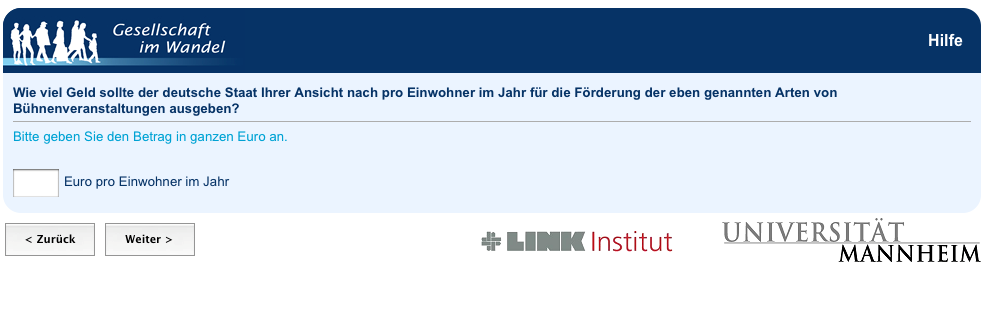 Gesellschaft
im Wandel
Hilfe
Wie viel Geld sollte der deutsche Staat Ihrer Ansicht nach pro Einwohner im Jahr für die Förderung der eben genannten Arten von
Bühnenveranstaltungen ausgeben?
Bitte geben Sie den Betrag in ganzen Euro an.
Euro pro Einwohner im Jahr
< Zurück
Weiter >
LINK Institut
UNIVERSITÄT
MANNHEIM